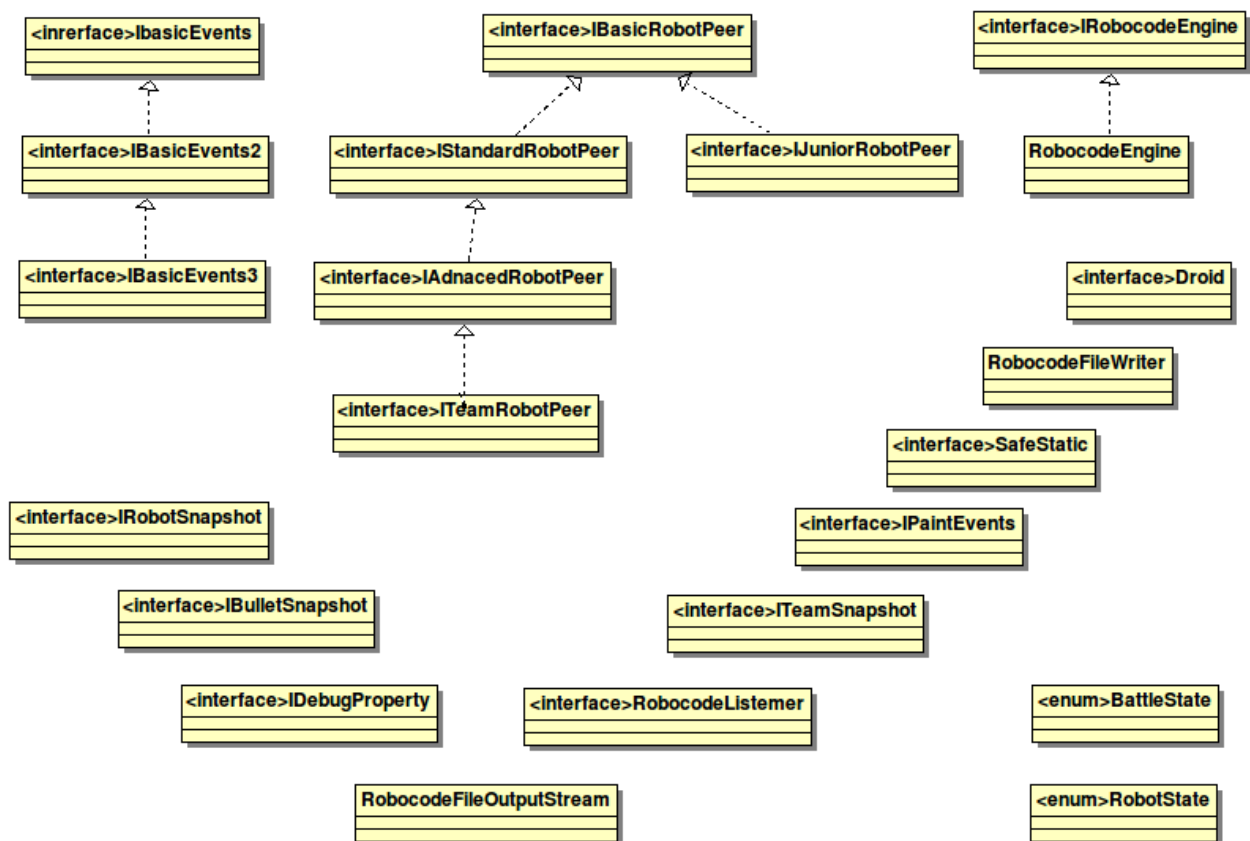 <inrerface>IbasicEvents
<interface>IBasicRobotPeer
<interface>IRobocodeEngine
<interface>IBasicEvents2
<interface>IStandardRobotPeer
<interface>IJuniorRobotPeer
RobocodeEngine
<interface>IBasicEvents3
<interface>IAdnacedRobotPeer
<interface>Droid
RobocodeFileWriter
<interface>ITeamRobotPeer
<interface>SafeStatic
<interface>IRobotSnapshot
<interface>IPaintEvents
<interface>IBulletSnapshot
<interface>ITeamSnapshot
<interface>IDebugProperty
<interface>RobocodeListemer
<enum>BattleState
RobocodeFileOutputStream
<enum>RobotState